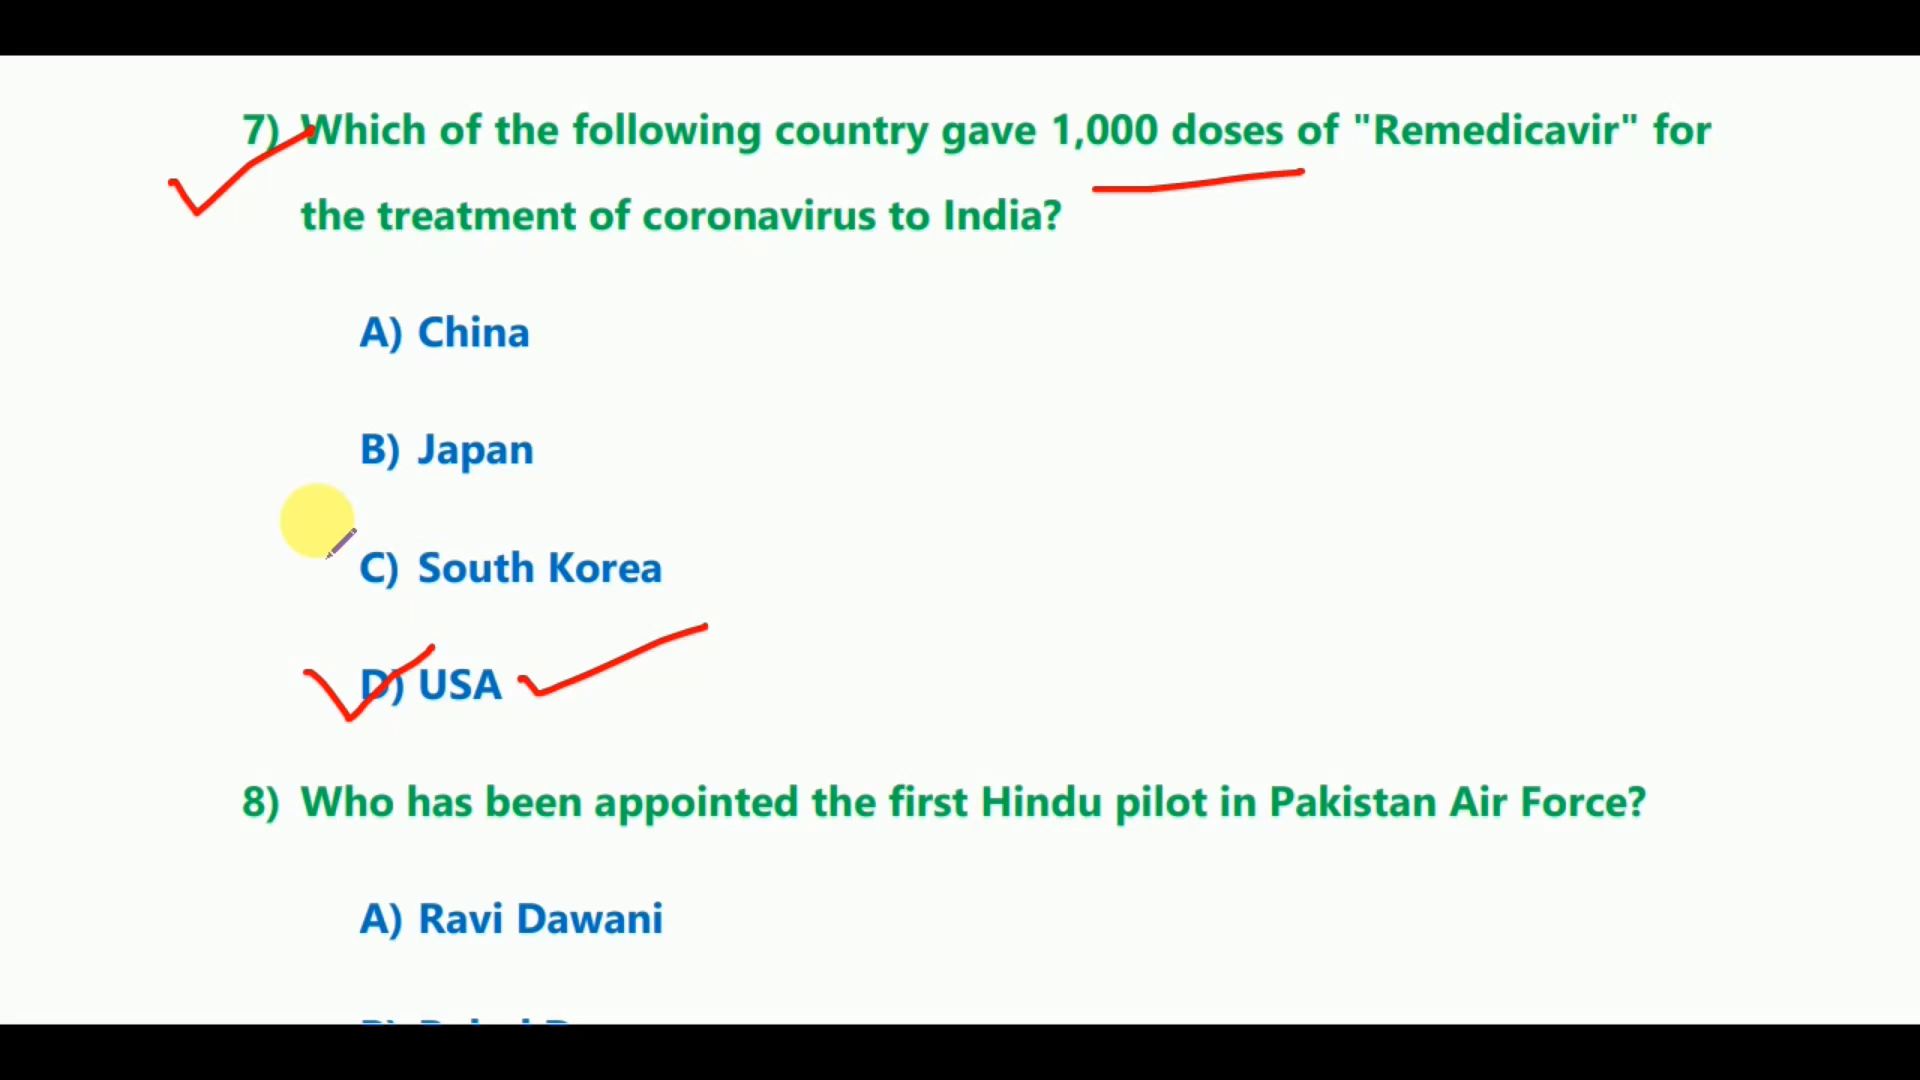 7) Which of the following country gave 1,000 doses of "Remedicavir" for
the treatment of coronavirus to India?
A) China
B) Japan
C) South Korea
D) USA
8) Who has been appointed the first Hindu pilot in Pakistan Air Force?
A) Ravi Dawani